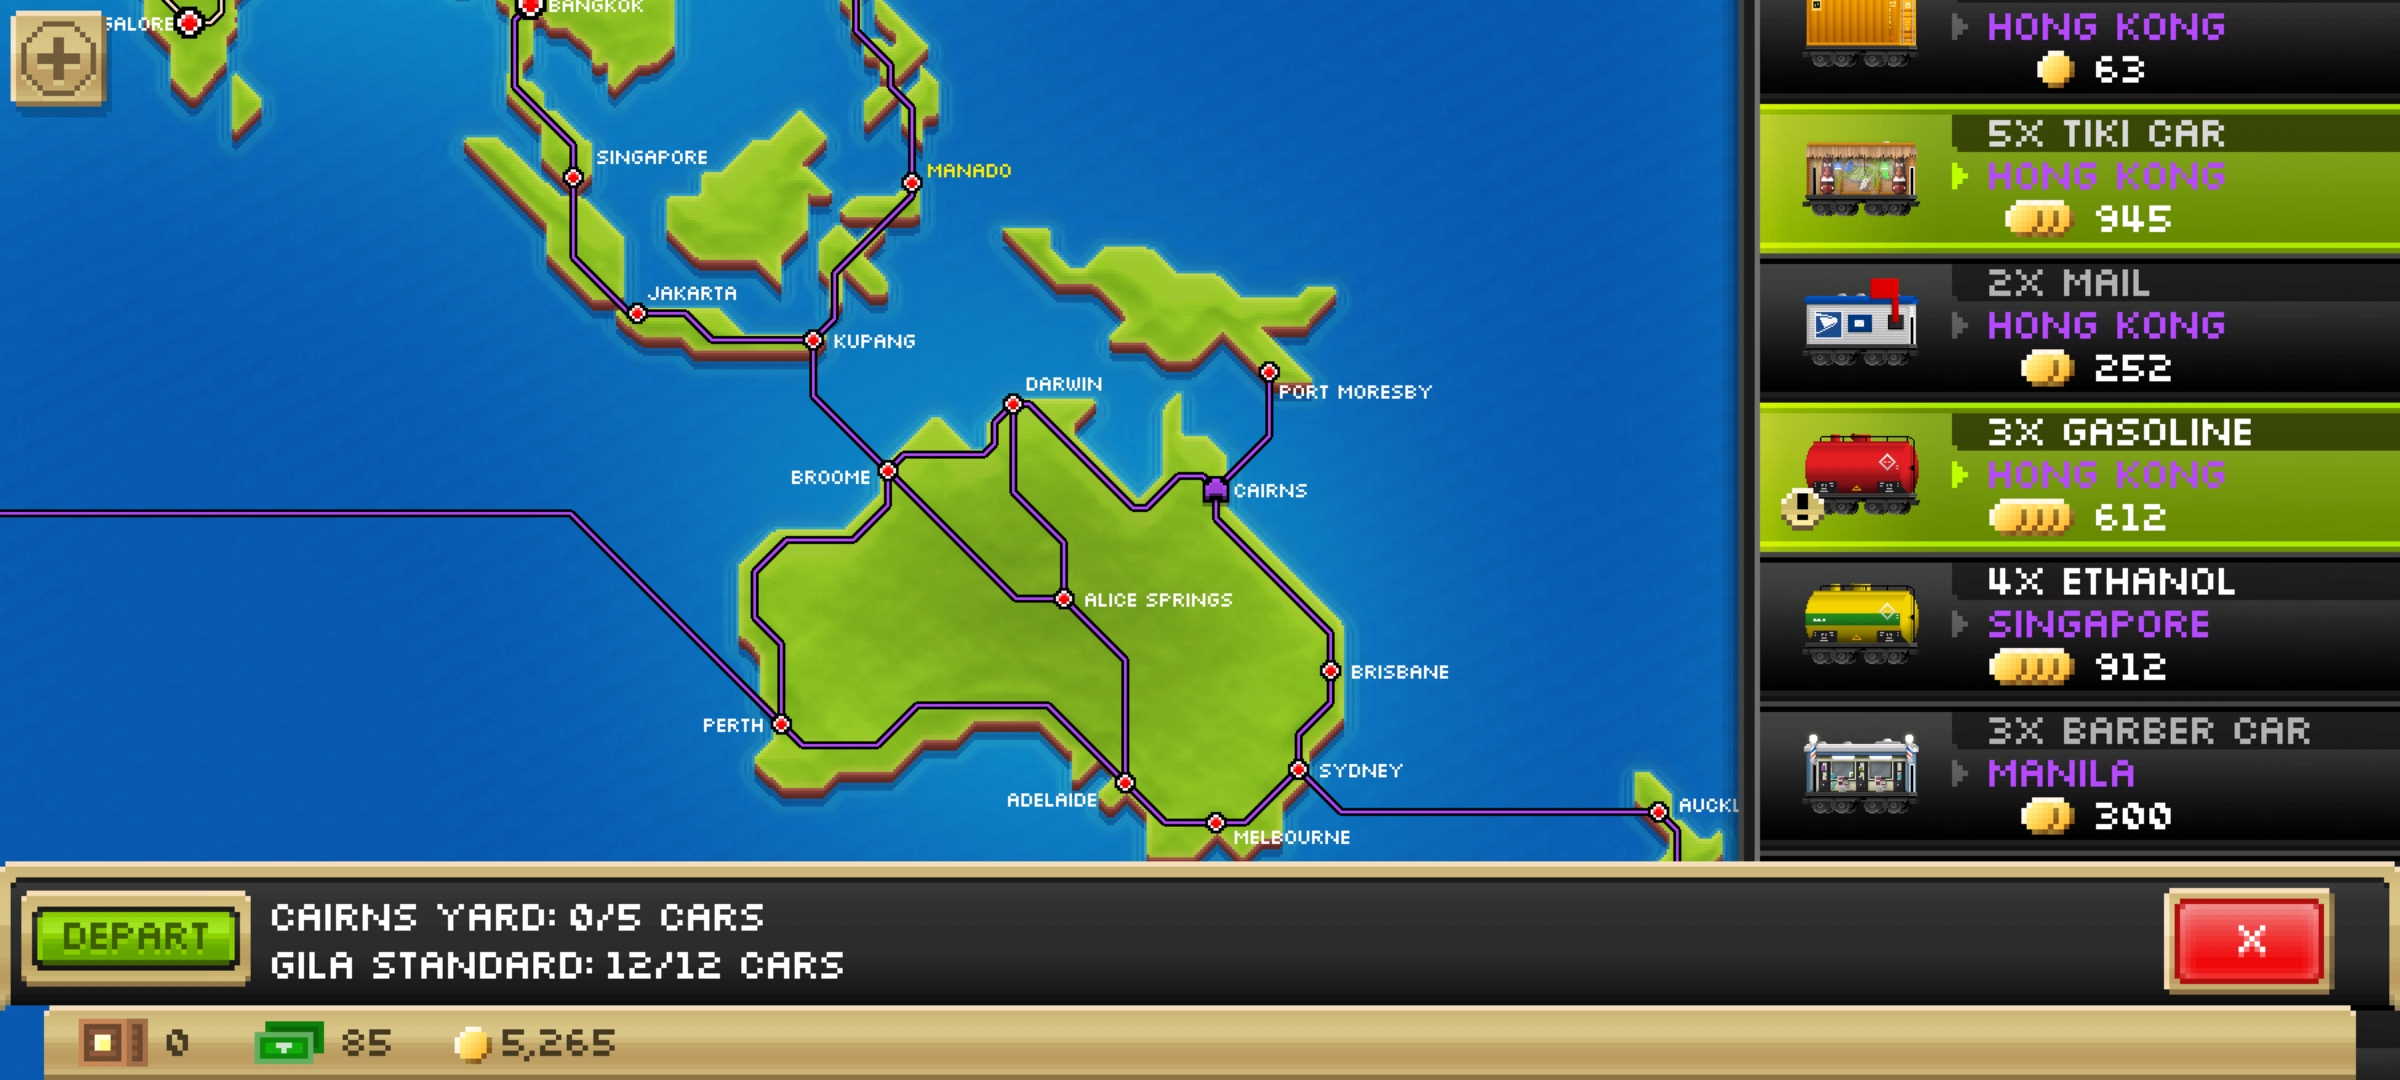 BANGKOK
SINGAPORE
MANADO
JAKARTA
KUPANG
DARWIN
PORT MORESBY
BROOME
CAIRNS
ALICE SPRINGS
BRISBANE
PERTH
SYDNEY
ADELAIDE
MELBOURNE
HONG KONG
63
5X TIKI CAR
HONG KONG
945
2X MAIL
HONG KONG
252
3X GASOLINE
HONG KONG
612
4X ETHANOL
SINGAPORE
912
3X BARBER CAR
MANILA
300
DEPART
CAIRNS YARD: 0/5 CARS
GILA STANDARD: 12/12 CARS
X
0
85
5,265